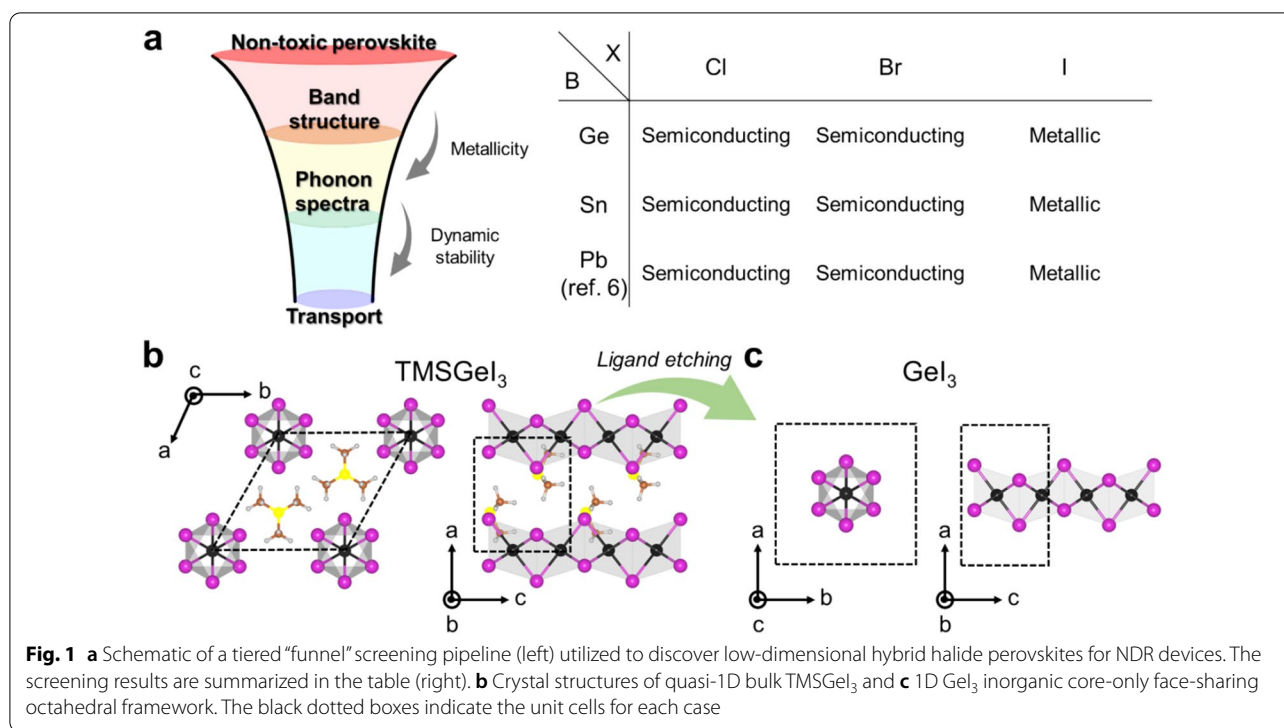 a
Non-toxic perovskite
Band
structure
Metallicity
Phonon
spectra
Dynamic
stability
Transport
X
B
Cl Br I
Ge Semiconducting Semiconducting Metallic
Sn Semiconducting Semiconducting Metallic
Pb
(ref. 6) Semiconducting Semiconducting Metallic
b
c
b
a
TMSGeI₃
a
b
c
Ligand etching
c
GeI₃
a
c
b
a
b
c
Fig. 1 a Schematic of a tiered “funnel” screening pipeline (left) utilized to discover low-dimensional hybrid halide perovskites for NDR devices. The
screening results are summarized in the table (right). b Crystal structures of quasi-1D bulk TMSGeI₃ and c 1D GeI₃ inorganic core-only face-sharing
octahedral framework. The black dotted boxes indicate the unit cells for each case